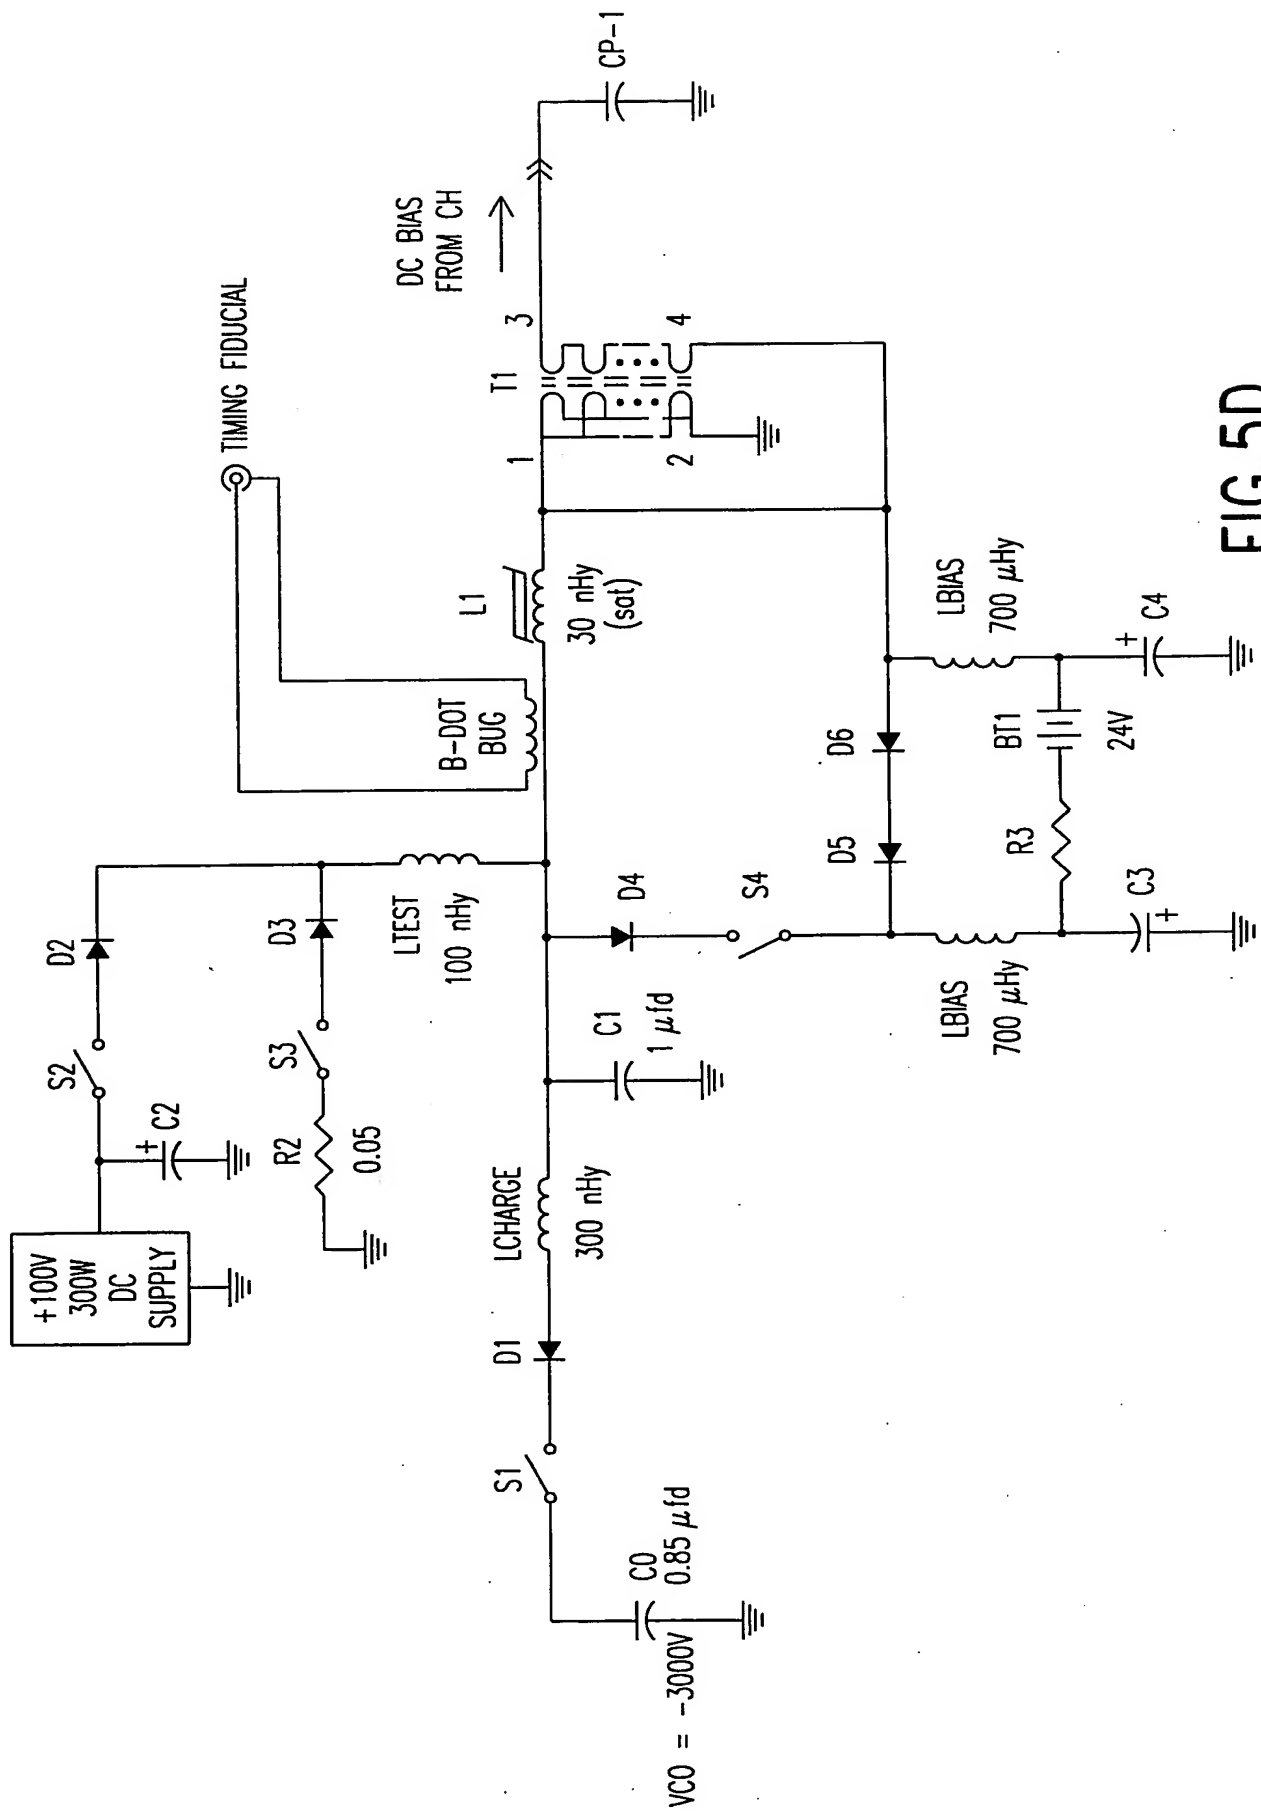 +100V
300W
DC
SUPPLY
S2
D2
C2
+
R2
0.05
S3
D3
LTEST
100 nHy
TIMING FIDUCIAL
B-DOT
BUG
L1
30 nHy
(sat)
DC BIAS
FROM CH
T1
1
2
3
4
CP-1
VCO = -3000V
C0
0.85 μfd
S1
D1
LCHARGE
300 nHy
C1
1 μfd
D4
S4
D5
D6
LBIAS
700 μHy
LBIAS
700 μHy
R3
BT1
24V
C3
+
C4
+
FIG.5D